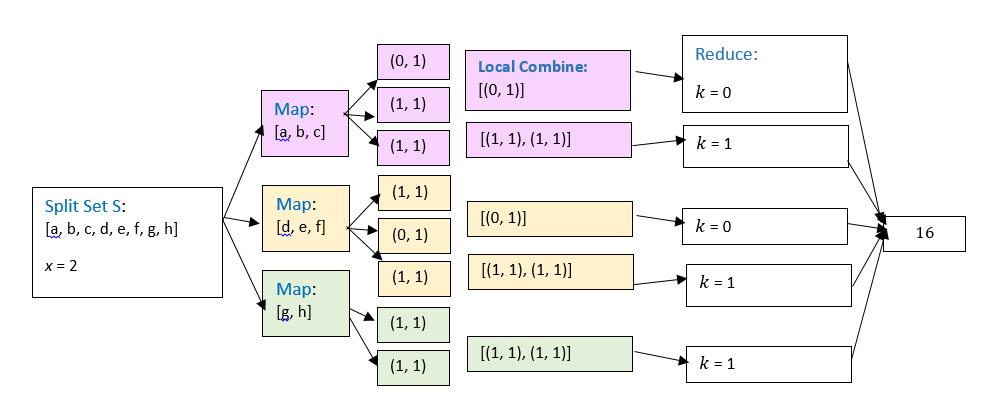 Split Set S:
[a, b, c, d, e, f, g, h]
x = 2
Map:
[a, b, c]
Map:
[d, e, f]
Map:
[g, h]
(0, 1)
(1, 1)
(1, 1)
(1, 1)
(0, 1)
(1, 1)
(1, 1)
(1, 1)
Local Combine:
[(0, 1)]
[(1, 1), (1, 1)]
[(0, 1)]
[(1, 1), (1, 1)]
[(1, 1), (1, 1)]
Reduce:
k = 0
k = 1
k = 0
k = 1
k = 1
16